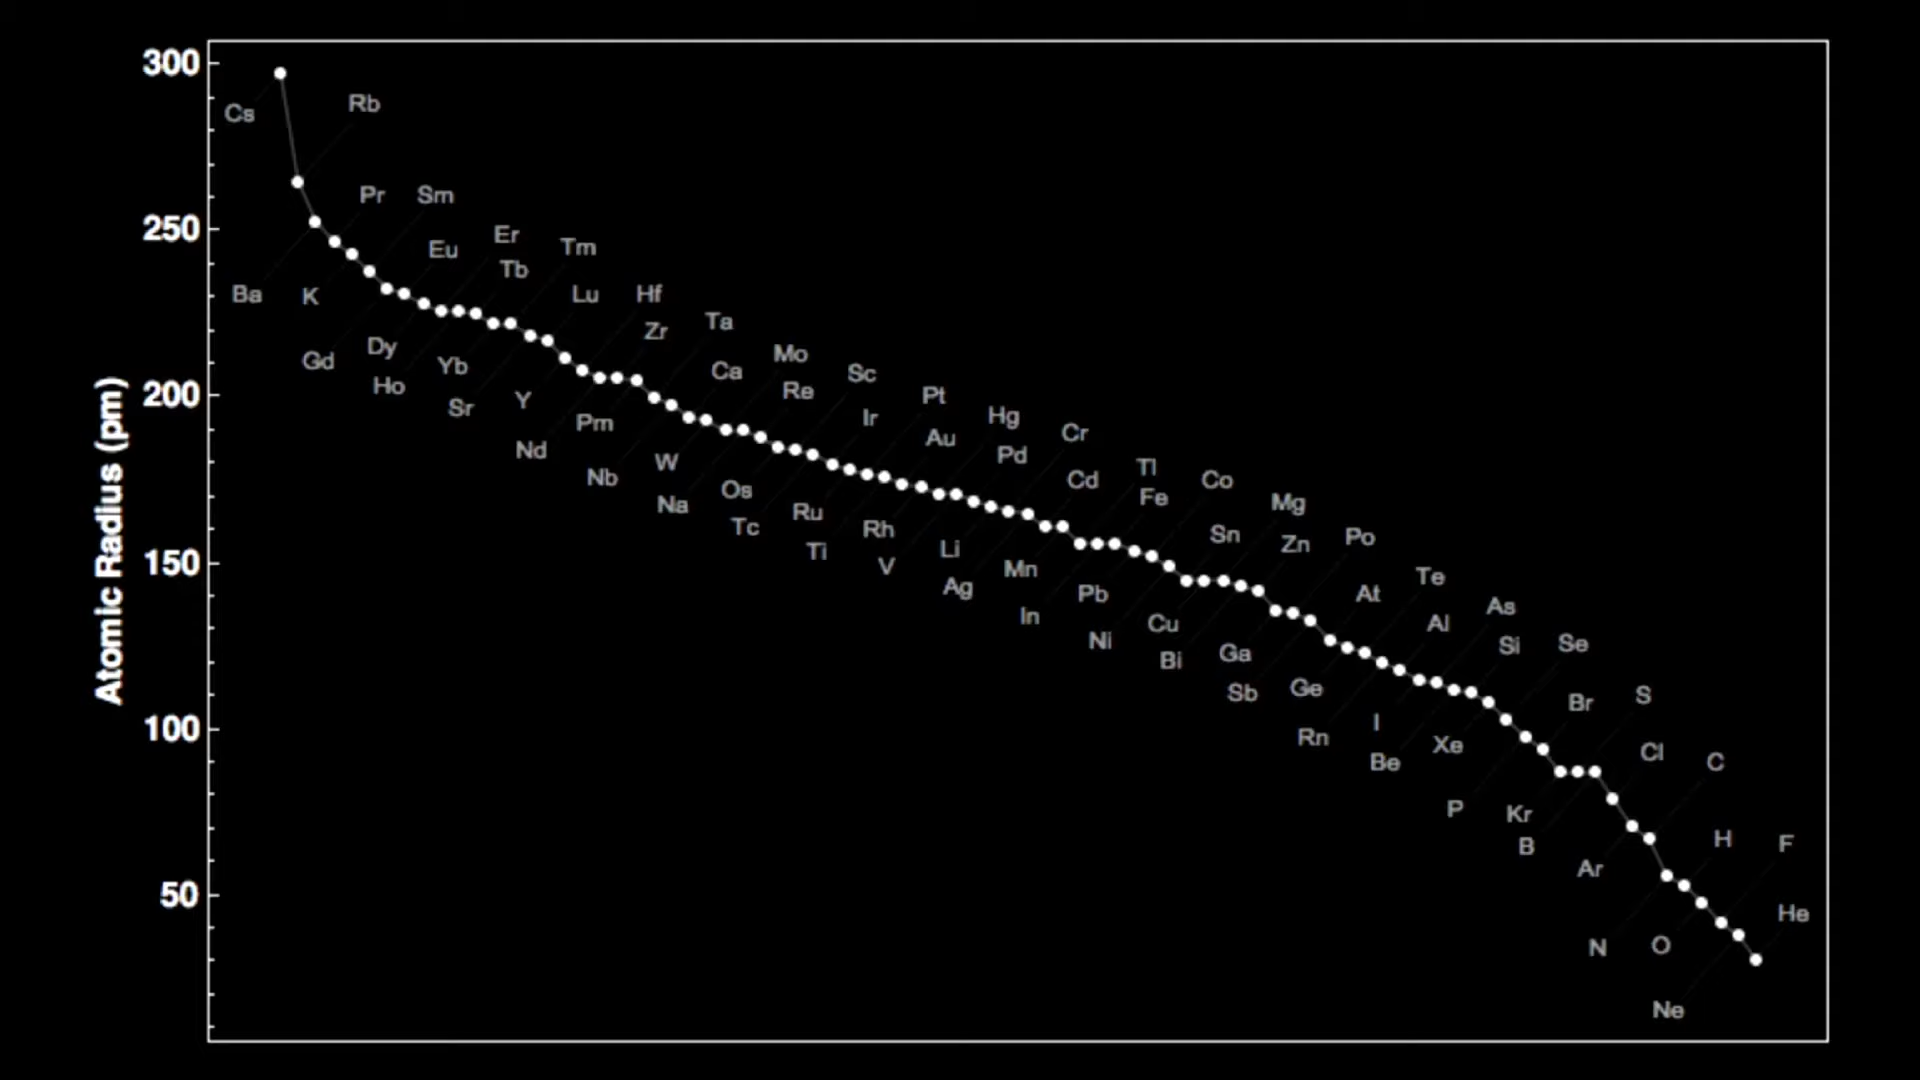 300
250
200
150
100
50
Atomic Radius (pm)
Cs
Rb
Ba
K
Pr
Sm
Gd
Eu
Dy
Ho
Er
Tb
Yb
Sr
Tm
Lu
Y
Nd
Hf
Zr
Pm
Nb
Ta
Ca
W
Na
Mo
Re
Os
Tc
Sc
Ir
Ru
Ti
Pt
Au
Rh
V
Hg
Pd
Li
Ag
Cr
Cd
Mn
In
Tl
Fe
Pb
Ni
Co
Sn
Cu
Bi
Mg
Zn
Ga
Sb
Po
At
Ge
Rn
Te
Al
I
Be
As
Si
Xe
P
Se
Br
Kr
B
S
Cl
Ar
N
C
H
O
Ne
F
He